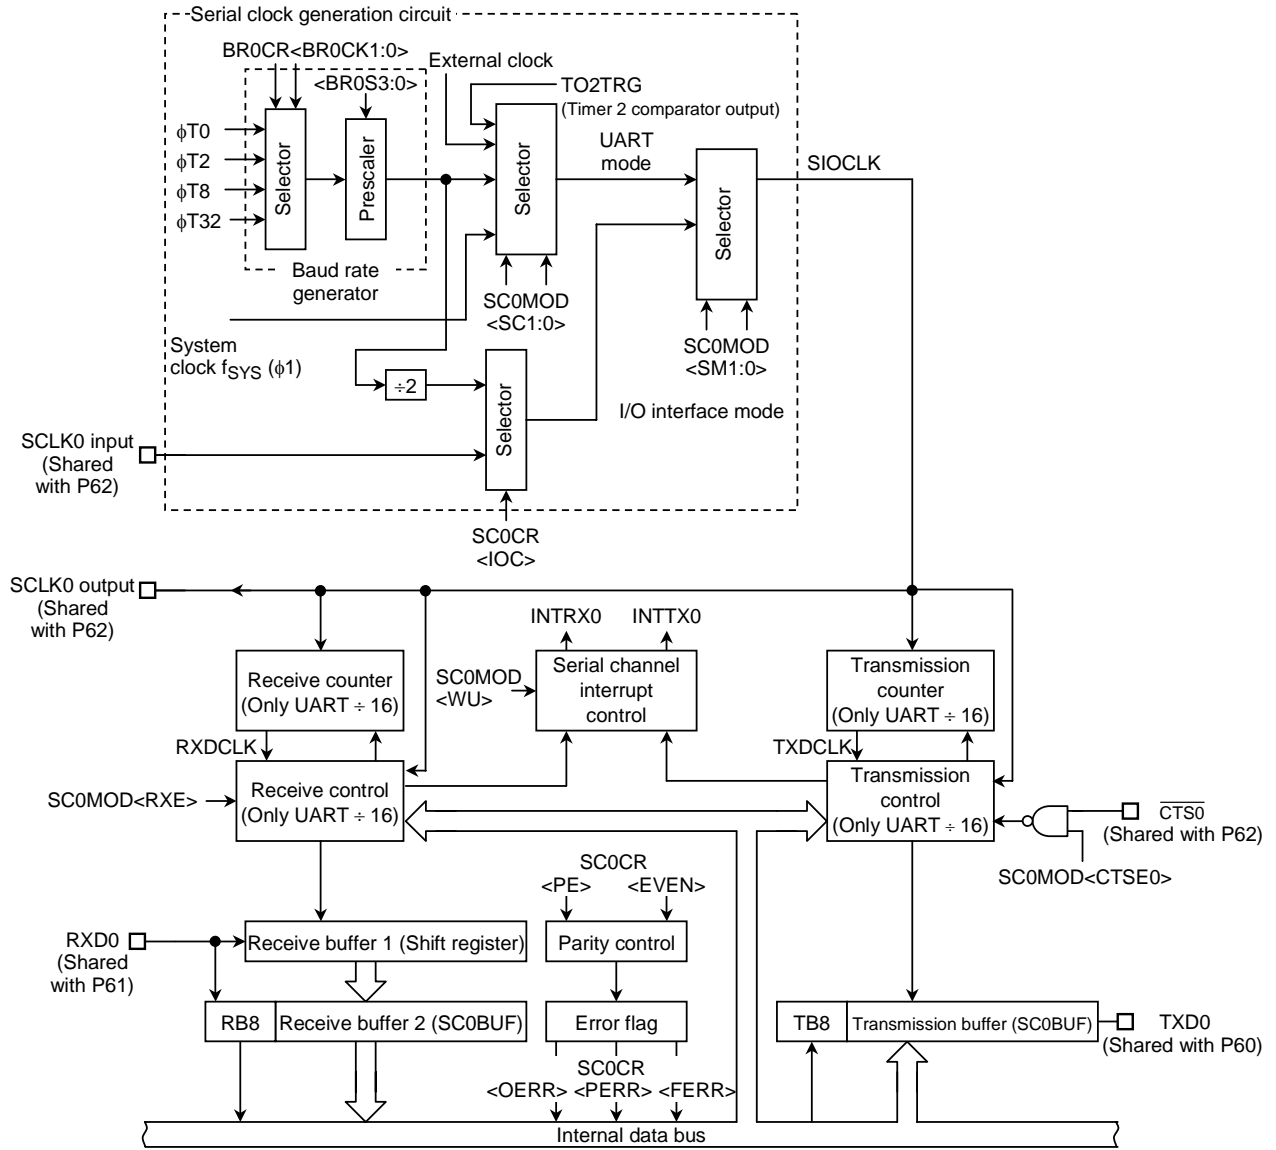 Serial clock generation circuit
BR0CR<BR0CK1:0>
External clock
<BR0S3:0>
TO2TRG
(Timer 2 comparator output)
ϕT0
ϕT2
ϕT8
ϕT32
Selector
Prescaler
Selector
UART
mode
Selector
SIOCLK
Baud rate
generator
SC0MOD
<SC1:0>
SC0MOD
<SM1:0>
System
clock fSYS (ϕ1)
÷2
Selector
I/O interface mode
SCLK0 input
(Shared
with P62)
SC0CR
<IOC>
SCLK0 output
(Shared
with P62)
INTRX0
INTTX0
Receive counter
(Only UART ÷ 16)
SC0MOD
<WU>
Serial channel
interrupt
control
Transmission
counter
(Only UART ÷ 16)
RXDCLK
TXDCLK
SC0MOD<RXE>
Receive control
(Only UART ÷ 16)
Transmission
control
(Only UART ÷ 16)
CTS0
(Shared with P62)
SC0MOD<CTSE0>
SC0CR
<PE>
<EVEN>
RXD0
(Shared
with P61)
Receive buffer 1 (Shift register)
Parity control
RB8
Receive buffer 2 (SC0BUF)
Error flag
TB8
Transmission buffer (SC0BUF)
TXD0
(Shared with P60)
SC0CR
<OERR>
<PERR>
<FERR>
Internal data bus